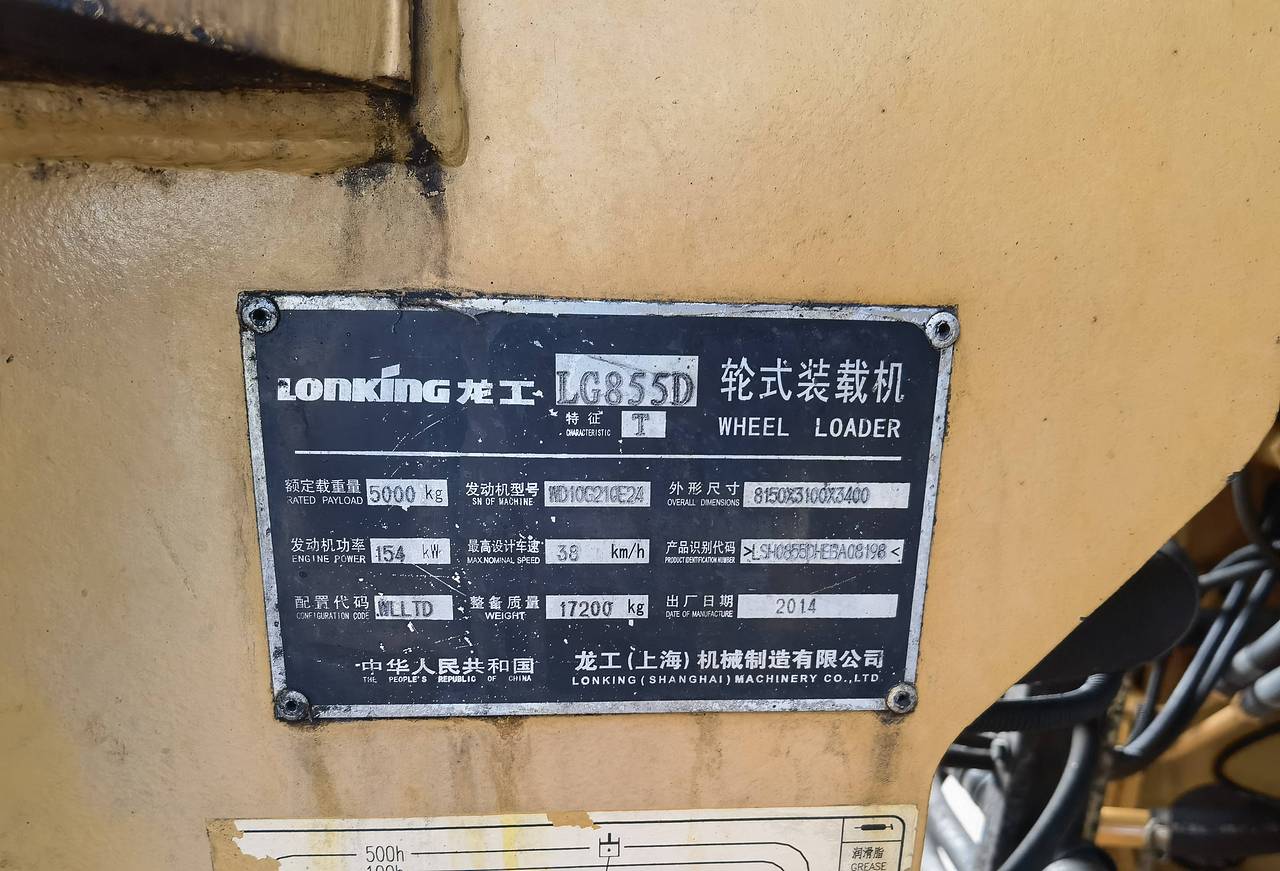 LONKING 龙工 LG855D 轮式装载机
特征 T
CHARACTERISTIC
WHEEL LOADER
额定载重量 5000 kg 发动机型号 WD10G210E24 外形尺寸 8150X3100X3400
RATED PAYLOAD SN OF MACHINE OVERALL DIMENSIONS
发动机功率 154 kW 最高设计车速 38 km/h 产品识别代码
ENGINE POWER MAX.NOMINAL SPEED PRODUCT IDENTIFICATION NUMBER
配置代码 WLLTD 整备质量 17200 kg 出厂日期 2014
CONFIGURATION CODE WEIGHT DATE OF MANUFACTURE
中华人民共和国 龙工(上海)机械制造有限公司
THE PEOPLE'S REPUBLIC OF CHINA LONKING (SHANGHAI) MACHINERY CO.,LTD
500h
100h
润滑脂
GREASE